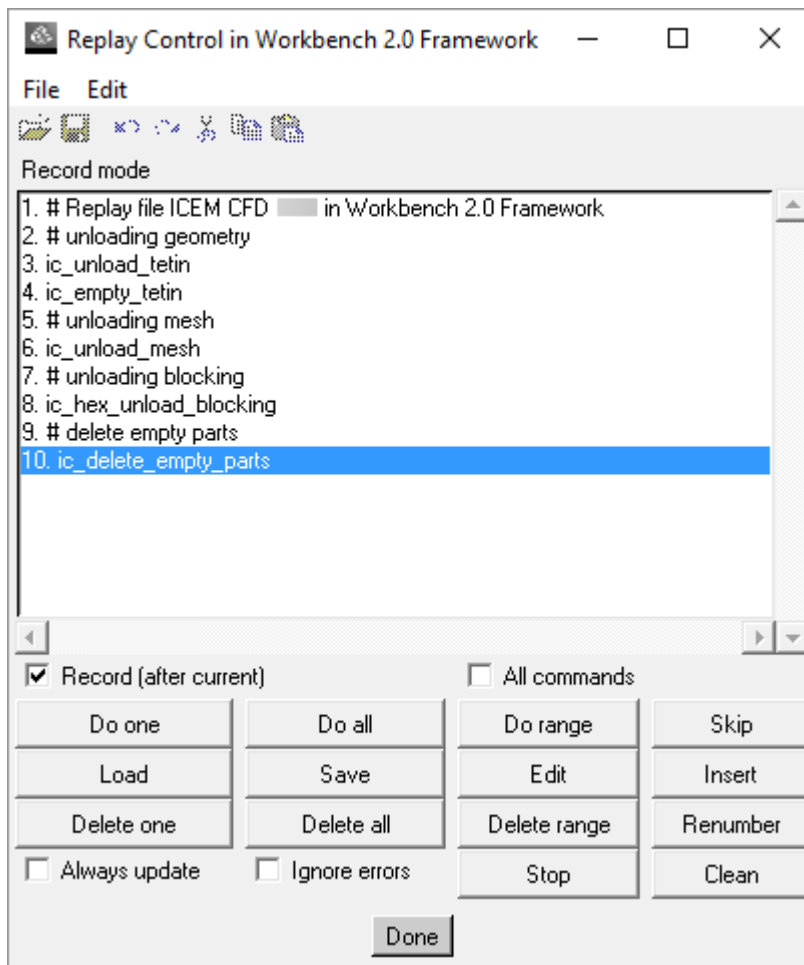 Replay Control in Workbench 2.0 Framework
File Edit
Record mode
1. # Replay file ICEM CFD in Workbench 2.0 Framework
2. # unloading geometry
3. ic_unload_tetin
4. ic_empty_tetin
5. # unloading mesh
6. ic_unload_mesh
7. # unloading blocking
8. ic_hex_unload_blocking
9. # delete empty parts
10. ic_delete_empty_parts
Record (after current) All commands
Do one Do all Do range Skip
Load Save Edit Insert
Delete one Delete all Delete range Renumber
Always update Ignore errors Stop Clean
Done